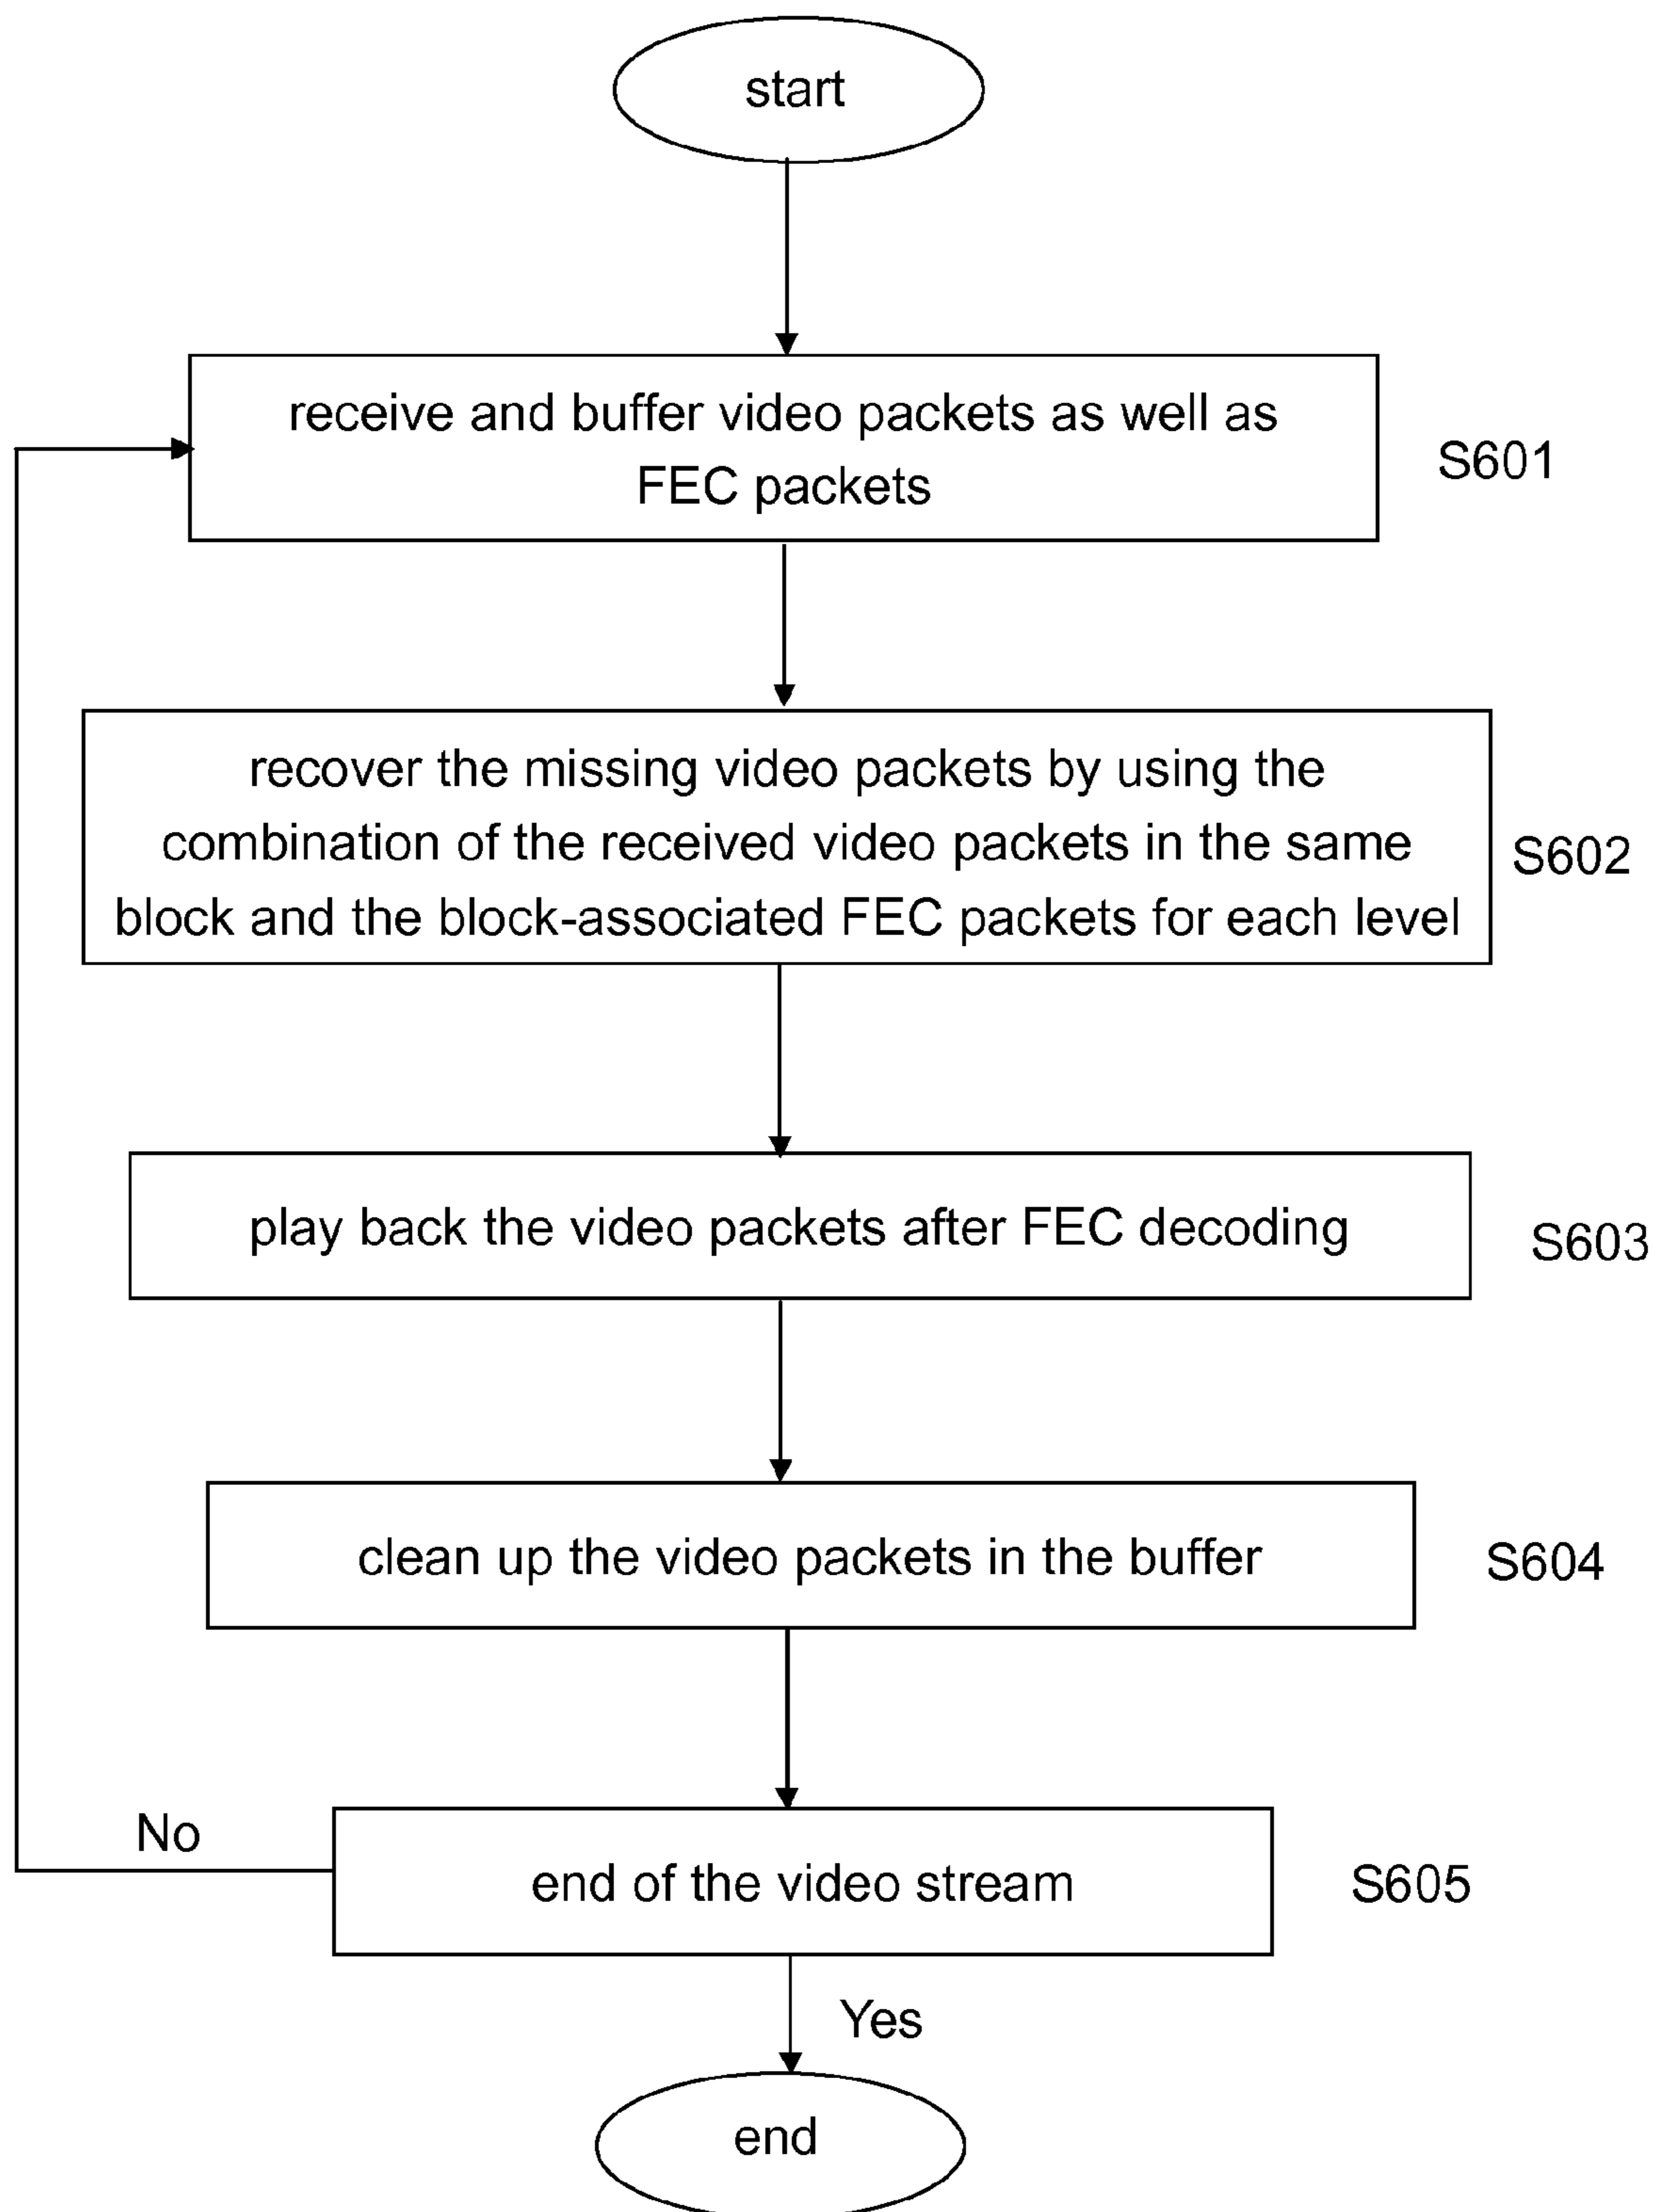 start
receive and buffer video packets as well as
FEC packets
S601
recover the missing video packets by using the
combination of the received video packets in the same
block and the block-associated FEC packets for each level
S602
play back the video packets after FEC decoding
S603
clean up the video packets in the buffer
S604
No
end of the video stream
S605
Yes
end